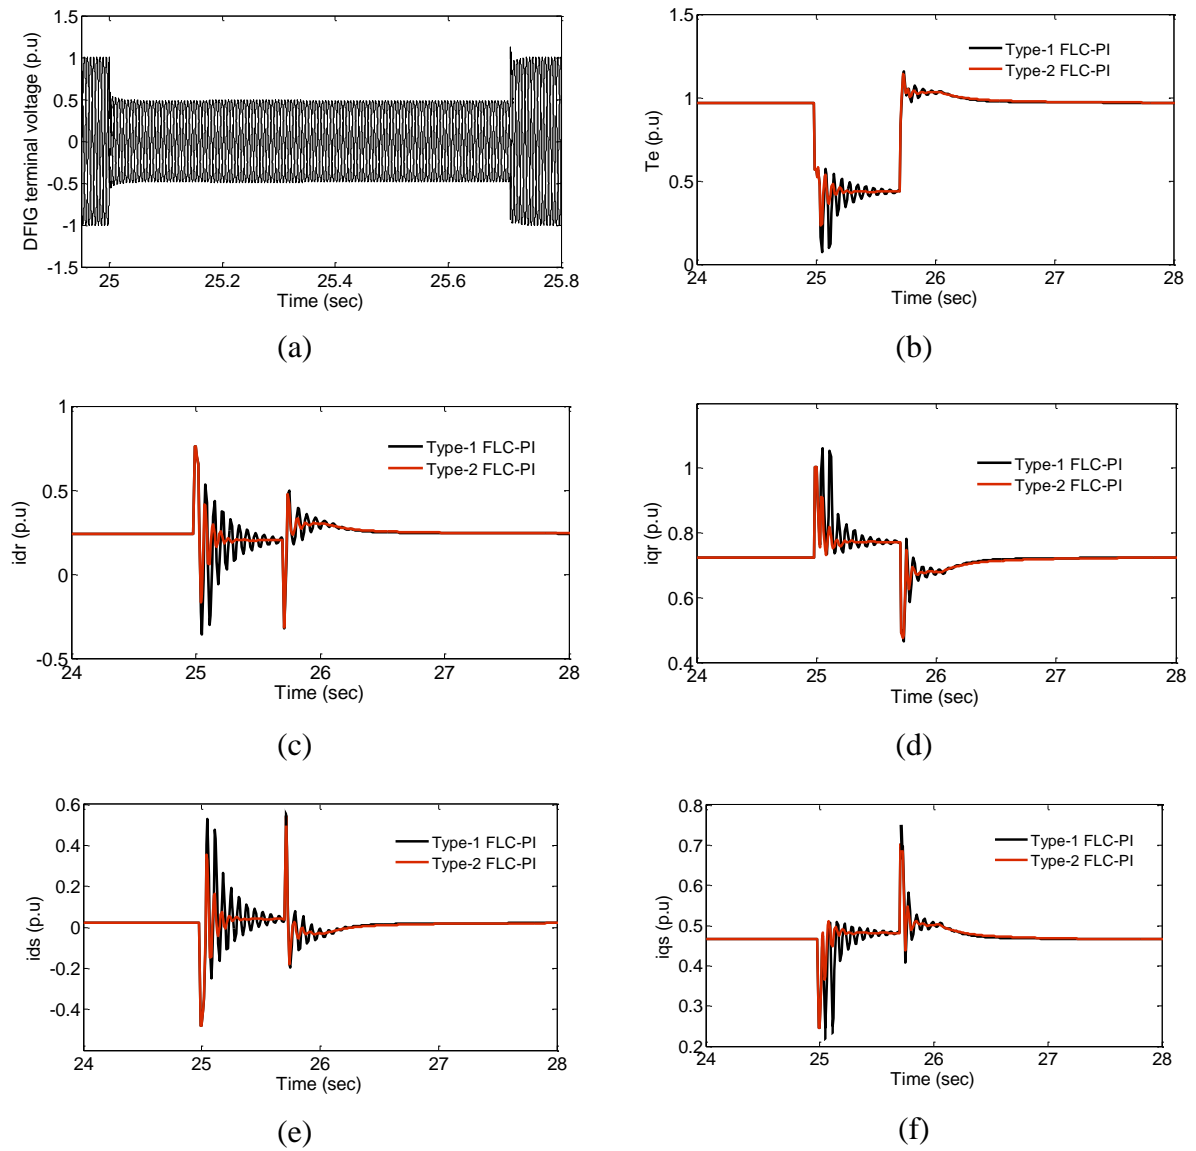 1.5
1
0.5
0
-0.5
-1
-1.5
DFIG terminal voltage (p.u)
25 25.2 25.4 25.6 25.8
Time (sec)
(a)
1.5
1
0.5
0
Te (p.u)
Type-1 FLC-PI
Type-2 FLC-PI
24 25 26 27 28
Time (sec)
(b)
1
0.5
0
-0.5
idr (p.u)
Type-1 FLC-PI
Type-2 FLC-PI
24 25 26 27 28
Time (sec)
(c)
1
0.8
0.6
0.4
iqr (p.u)
Type-1 FLC-PI
Type-2 FLC-PI
24 25 26 27 28
Time (sec)
(d)
0.6
0.4
0.2
0
-0.2
-0.4
ids (p.u)
Type-1 FLC-PI
Type-2 FLC-PI
24 25 26 27 28
Time (sec)
(e)
0.8
0.7
0.6
0.5
0.4
0.3
0.2
iqs (p.u)
Type-1 FLC-PI
Type-2 FLC-PI
24 25 26 27 28
Time (sec)
(f)